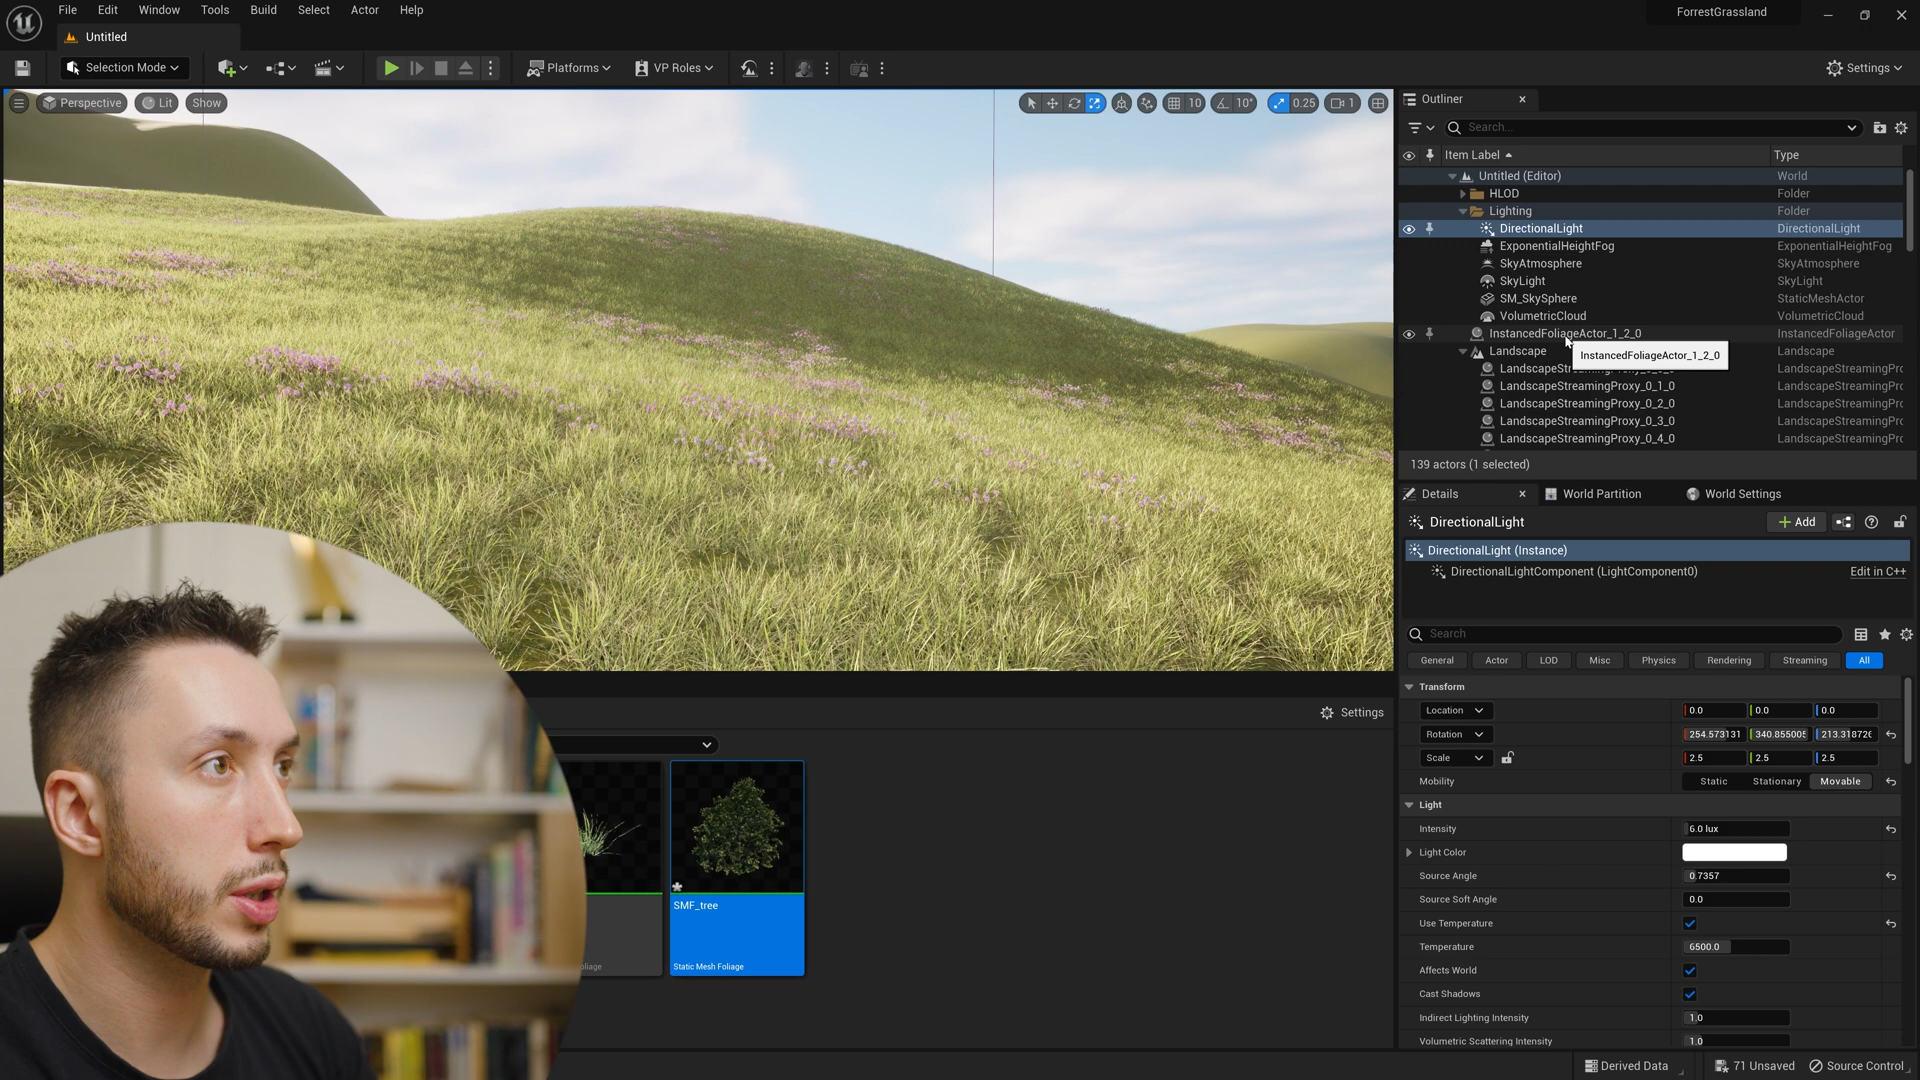 File Edit Window Tools Build Select Actor Help
ForrestGrassland
Untitled
Selection Mode
Platforms
VP Roles
Settings
Perspective
Lit
Show
10
10°
0.25
1
Outliner
Search...
Item Label
Type
Untitled (Editor)
World
HLOD
Folder
Lighting
Folder
DirectionalLight
DirectionalLight
ExponentialHeightFog
ExponentialHeightFog
SkyAtmosphere
SkyAtmosphere
SkyLight
SkyLight
SM_SkySphere
StaticMeshActor
VolumetricCloud
VolumetricCloud
InstancedFoliageActor_1_2_0
InstancedFoliageActor
InstancedFoliageActor_1_2_0
Landscape
Landscape
LandscapeStr
LandscapeStreamingPro
LandscapeStreamingProxy_0_1_0
LandscapeStreamingPro
LandscapeStreamingProxy_0_2_0
LandscapeStreamingPro
LandscapeStreamingProxy_0_3_0
LandscapeStreamingPro
LandscapeStreamingProxy_0_4_0
LandscapeStreamingPro
139 actors (1 selected)
Details
World Partition
World Settings
DirectionalLight
Add
DirectionalLight (Instance)
DirectionalLightComponent (LightComponent0)
Edit in C++
Search
General
Actor
LOD
Misc
Physics
Rendering
Streaming
All
Transform
Location
0.0
0.0
0.0
Rotation
254.573131
340.855005
213.318726
Scale
2.5
2.5
2.5
Mobility
Static
Stationary
Movable
Light
Intensity
6.0 lux
Light Color
Source Angle
0.7357
Source Soft Angle
0.0
Use Temperature
Temperature
6500.0
Affects World
Cast Shadows
Indirect Lighting Intensity
1.0
Volumetric Scattering Intensity
1.0
Settings
SMF_tree
Static Mesh Foliage
Derived Data
71 Unsaved
Source Control